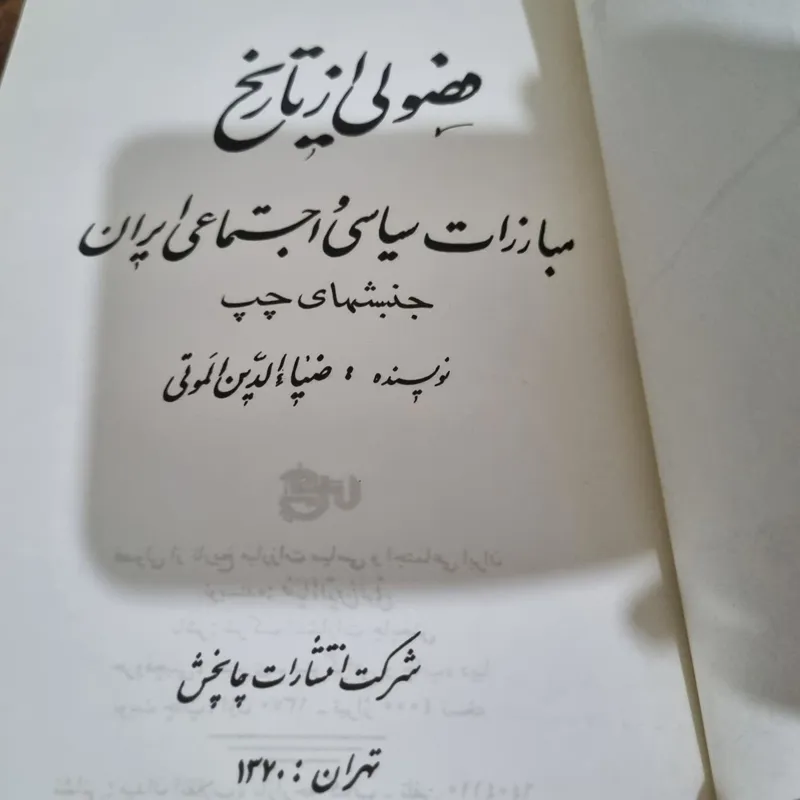 فصولی از تاریخ
مبارزات سیاسی و اجتماعی ایران
جنبشهای چپ
نویسنده : ضیاءالدین الموتی
شرکت انتشارات چاپخش
تهران : ۱۳۷۰